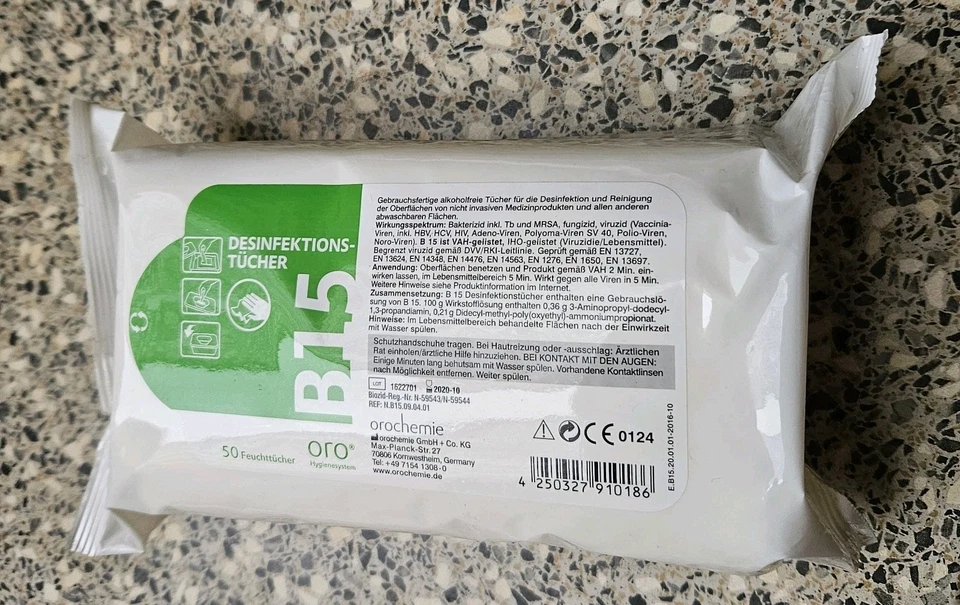 DESINFEKTIONS-
TÜCHER
B15
50 Feuchttücher
oro®
Hygienesystem
Gebrauchsfertige alkoholfreie Tücher für die Desinfektion und Reinigung
der Oberflächen von nicht invasiven Medizinprodukten und allen anderen
abwaschbaren Flächen.
Wirkungsspektrum: Bakterizid inkl. Tb und MRSA, fungizid, viruzid (Vaccinia-
Viren, inkl. HBV, HCV, HIV, Adeno-Viren, Polyoma-Viren SV 40, Polio-Viren,
Noro-Viren). B 15 ist VAH-gelistet, IHO-gelistet (Viruzidie/Lebensmittel).
Begrenzt viruzid gemäß DVV/RKI-Leitlinie. Geprüft gemäß EN 13727,
EN 13624, EN 14348, EN 14476, EN 14563, EN 1276, EN 1650, EN 13697.
Anwendung: Oberflächen benetzen und Produkt gemäß VAH 2 Min. ein-
wirken lassen, im Lebensmittelbereich 5 Min. Wirkt gegen alle Viren in 5 Min.
Weitere Hinweise siehe Produktinformation im Internet.
Zusammensetzung: B 15 Desinfektionstücher enthalten eine Gebrauchslö-
sung von B 15. 100 g Wirkstofflösung enthalten 0,36 g 3-Aminopropyl-dodecyl-
1,3-propandiamin, 0,21 g Didecyl-methyl-poly(oxyethyl)-ammoniumpropionat.
Hinweise: Im Lebensmittelbereich behandelte Flächen nach der Einwirkzeit
mit Wasser spülen.
Schutzhandschuhe tragen. Bei Hautreizung oder -ausschlag: Ärztlichen
Rat einholen/ärztliche Hilfe hinzuziehen. BEI KONTAKT MIT DEN AUGEN:
Einige Minuten lang behutsam mit Wasser spülen. Vorhandene Kontaktlinsen
nach Möglichkeit entfernen. Weiter spülen.
LOT 1622701 2020-10
Biozid-Reg.-Nr. N-59543/N-59544
REF: N.B15.09.04.01
orochemie
orochemie GmbH + Co. KG
Max-Planck-Str. 27
70806 Kornwestheim, Germany
Tel: +49 7154 1308-0
www.orochemie.de
CE 0124
4 250327 910186
E.B15.20.01.01-2016-10